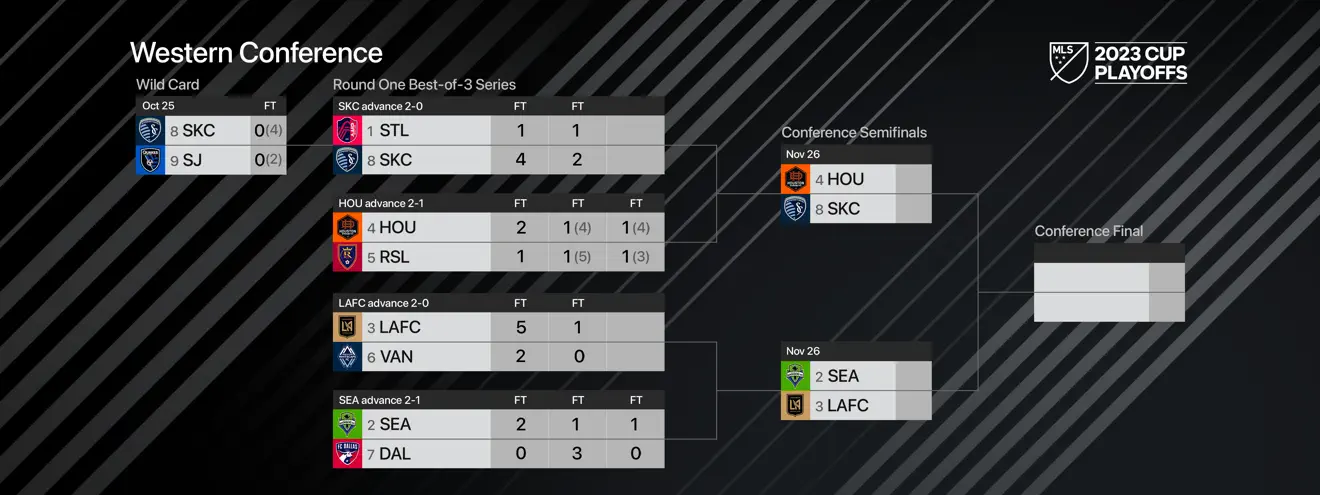 Western Conference
MLS
2023 CUP
PLAYOFFS
Wild Card
Oct 25 FT
8 SKC 0(4)
9 SJ 0(2)
Round One Best-of-3 Series
SKC advance 2-0 FT FT
1 STL 1 1
8 SKC 4 2
HOU advance 2-1 FT FT FT
4 HOU 2 1(4) 1(4)
5 RSL 1 1(5) 1(3)
LAFC advance 2-0 FT FT
3 LAFC 5 1
6 VAN 2 0
SEA advance 2-1 FT FT FT
2 SEA 2 1 1
FC DALLAS
7 DAL 0 3 0
Conference Semifinals
Nov 26
4 HOU
8 SKC
Nov 26
2 SEA
3 LAFC
Conference Final